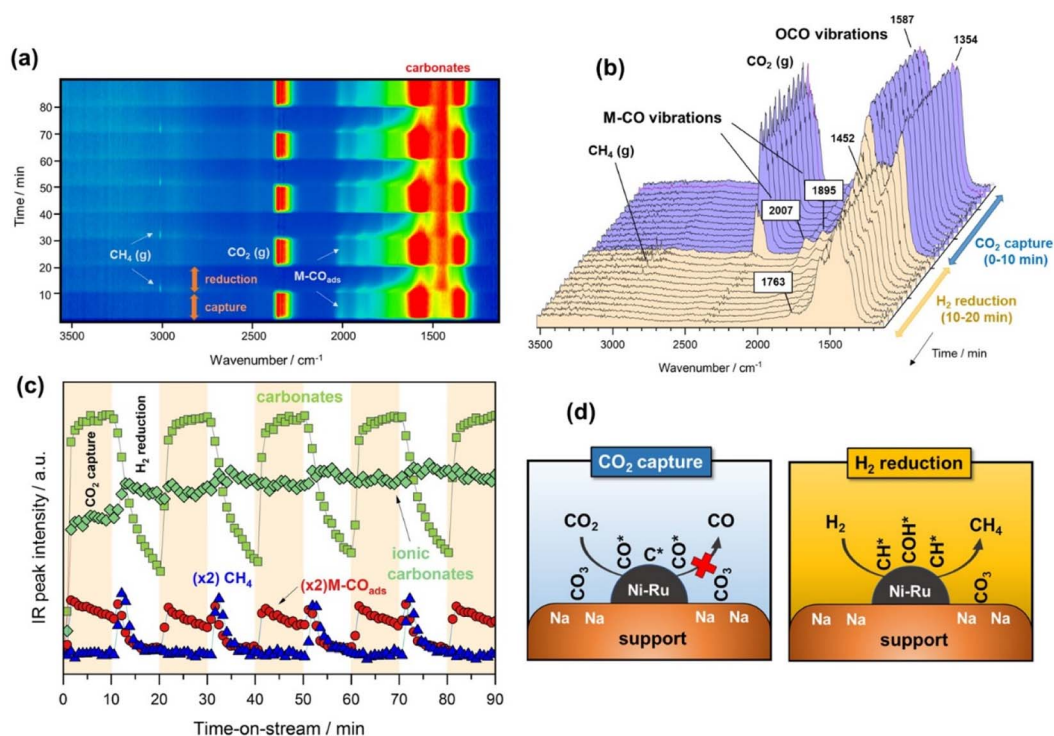 (a)
carbonates
80
70
60
50
40
30
20
10
Time / min
CH₄ (g)
CO₂ (g)
M-COads
reduction
capture
3500 3000 2500 2000 1500
Wavenumber / cm⁻¹
(b)
OCO vibrations
1587
1354
CO₂ (g)
M-CO vibrations
CH₄ (g)
1452
1895
2007
1763
CO₂ capture
(0-10 min)
H₂ reduction
(10-20 min)
Time / min
3500 3000 2500 2000 1500
Wavenumber / cm⁻¹
(c)
carbonates
CO₂ capture
H₂ reduction
ionic
carbonates
(x2) CH₄
(x2)M-COads
IR peak intensity / a.u.
0 10 20 30 40 50 60 70 80 90
Time-on-stream / min
(d)
CO₂ capture
CO₂
CO*
C*
CO*
CO
CO₃
Ni-Ru
CO₃
Na Na Na
support
H₂ reduction
H₂
CH*
COH*
CH*
CH₄
Ni-Ru
CO₃
Na Na Na
support